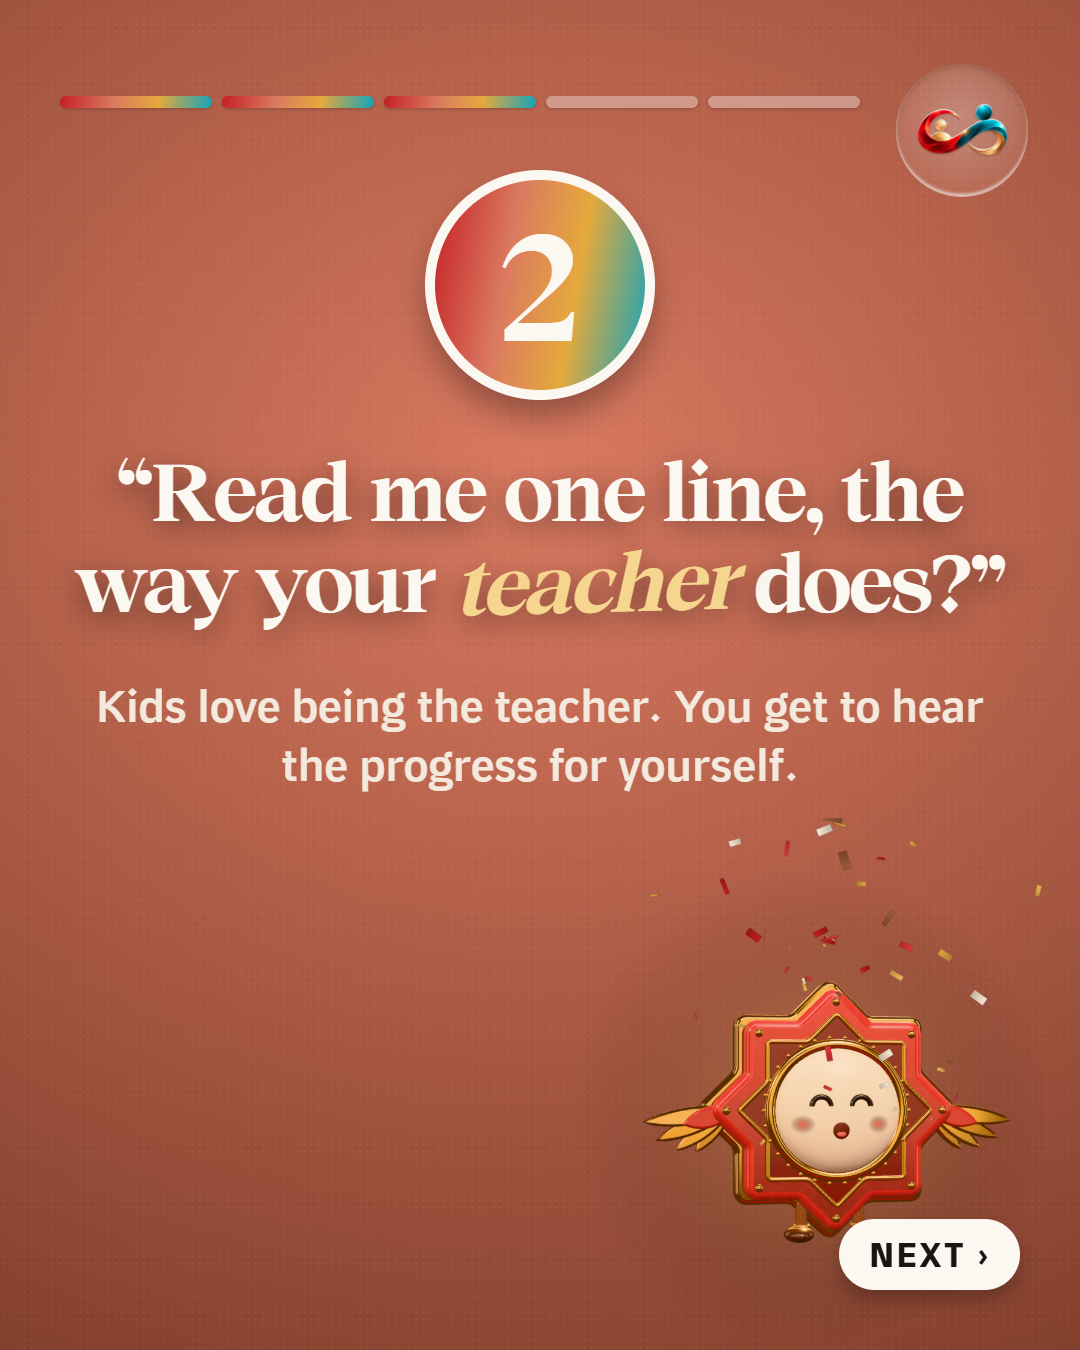 2
“Read me one line, the
way your teacher does?”
Kids love being the teacher. You get to hear
the progress for yourself.
NEXT ›